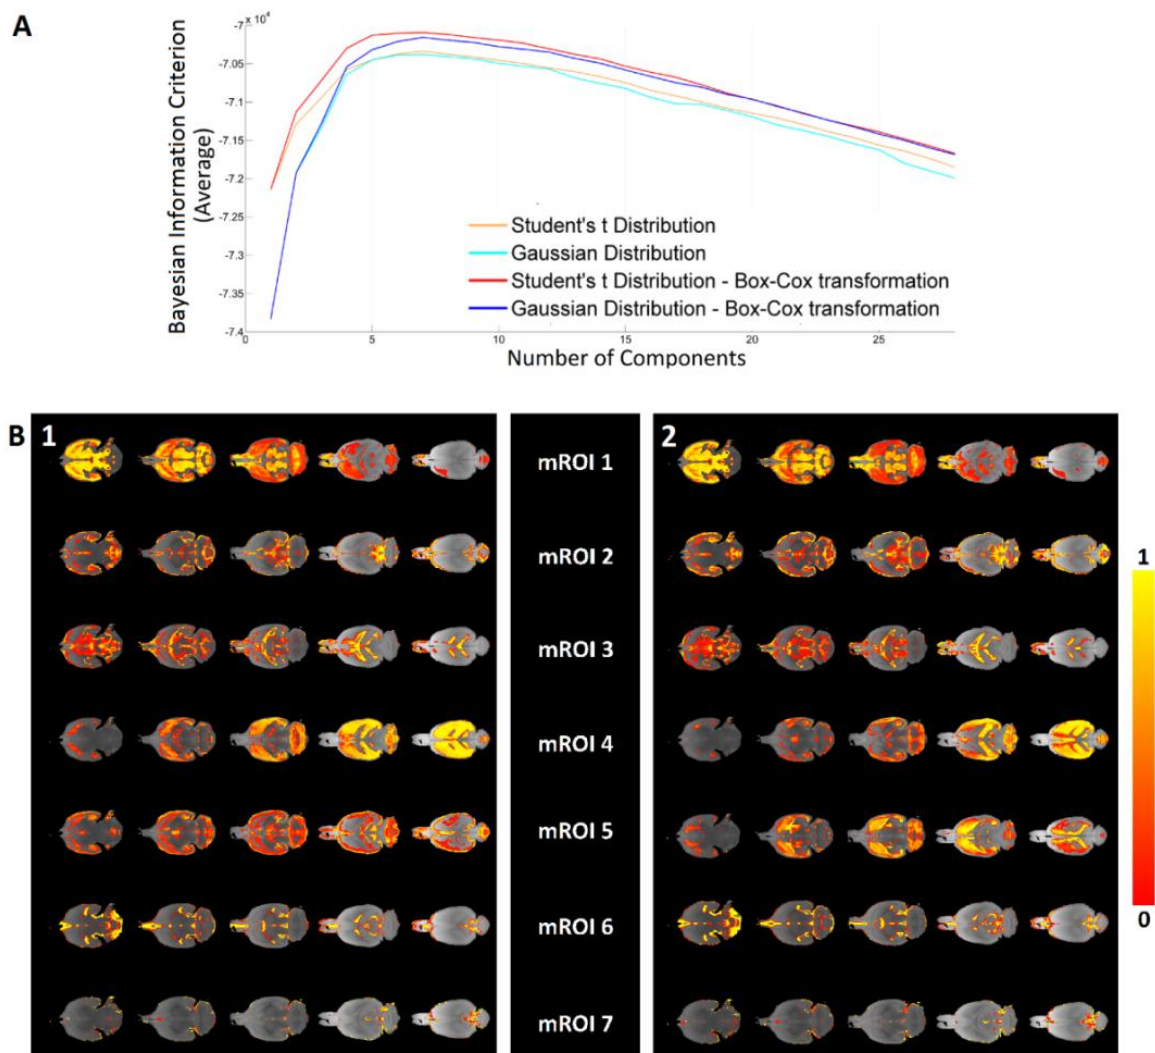 A
-7 × 10⁴
-7.05
-7.1
-7.15
-7.2
-7.25
-7.3
-7.35
-7.4
Bayesian Information Criterion
(Average)
Student's t Distribution
Gaussian Distribution
Student's t Distribution - Box-Cox transformation
Gaussian Distribution - Box-Cox transformation
0 5 10 15 20 25
Number of Components
B
1
2
mROI 1
mROI 2
mROI 3
mROI 4
mROI 5
mROI 6
mROI 7
1
0